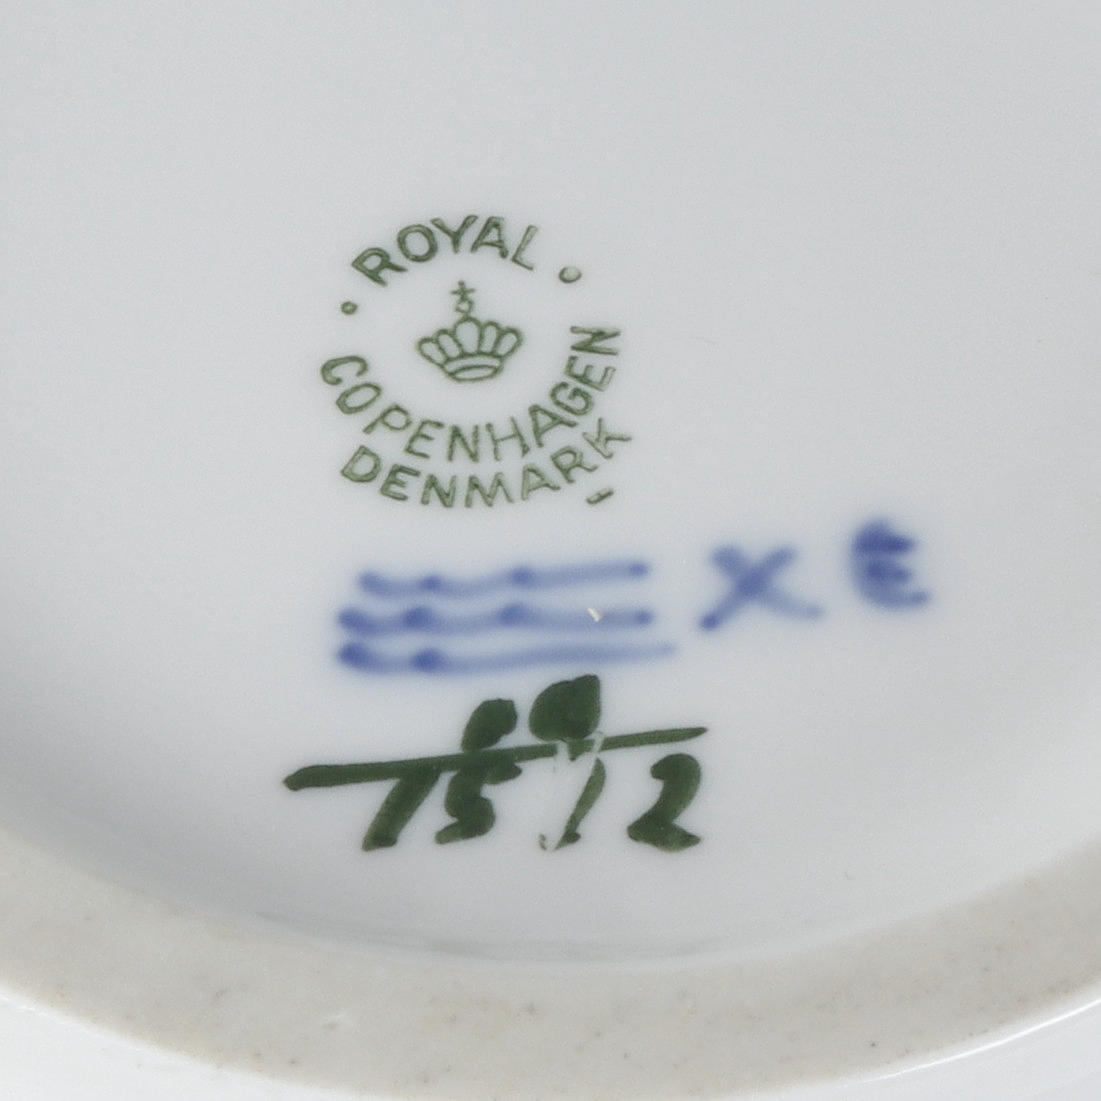 ROYAL
COPENHAGEN
DENMARK
X E
1512